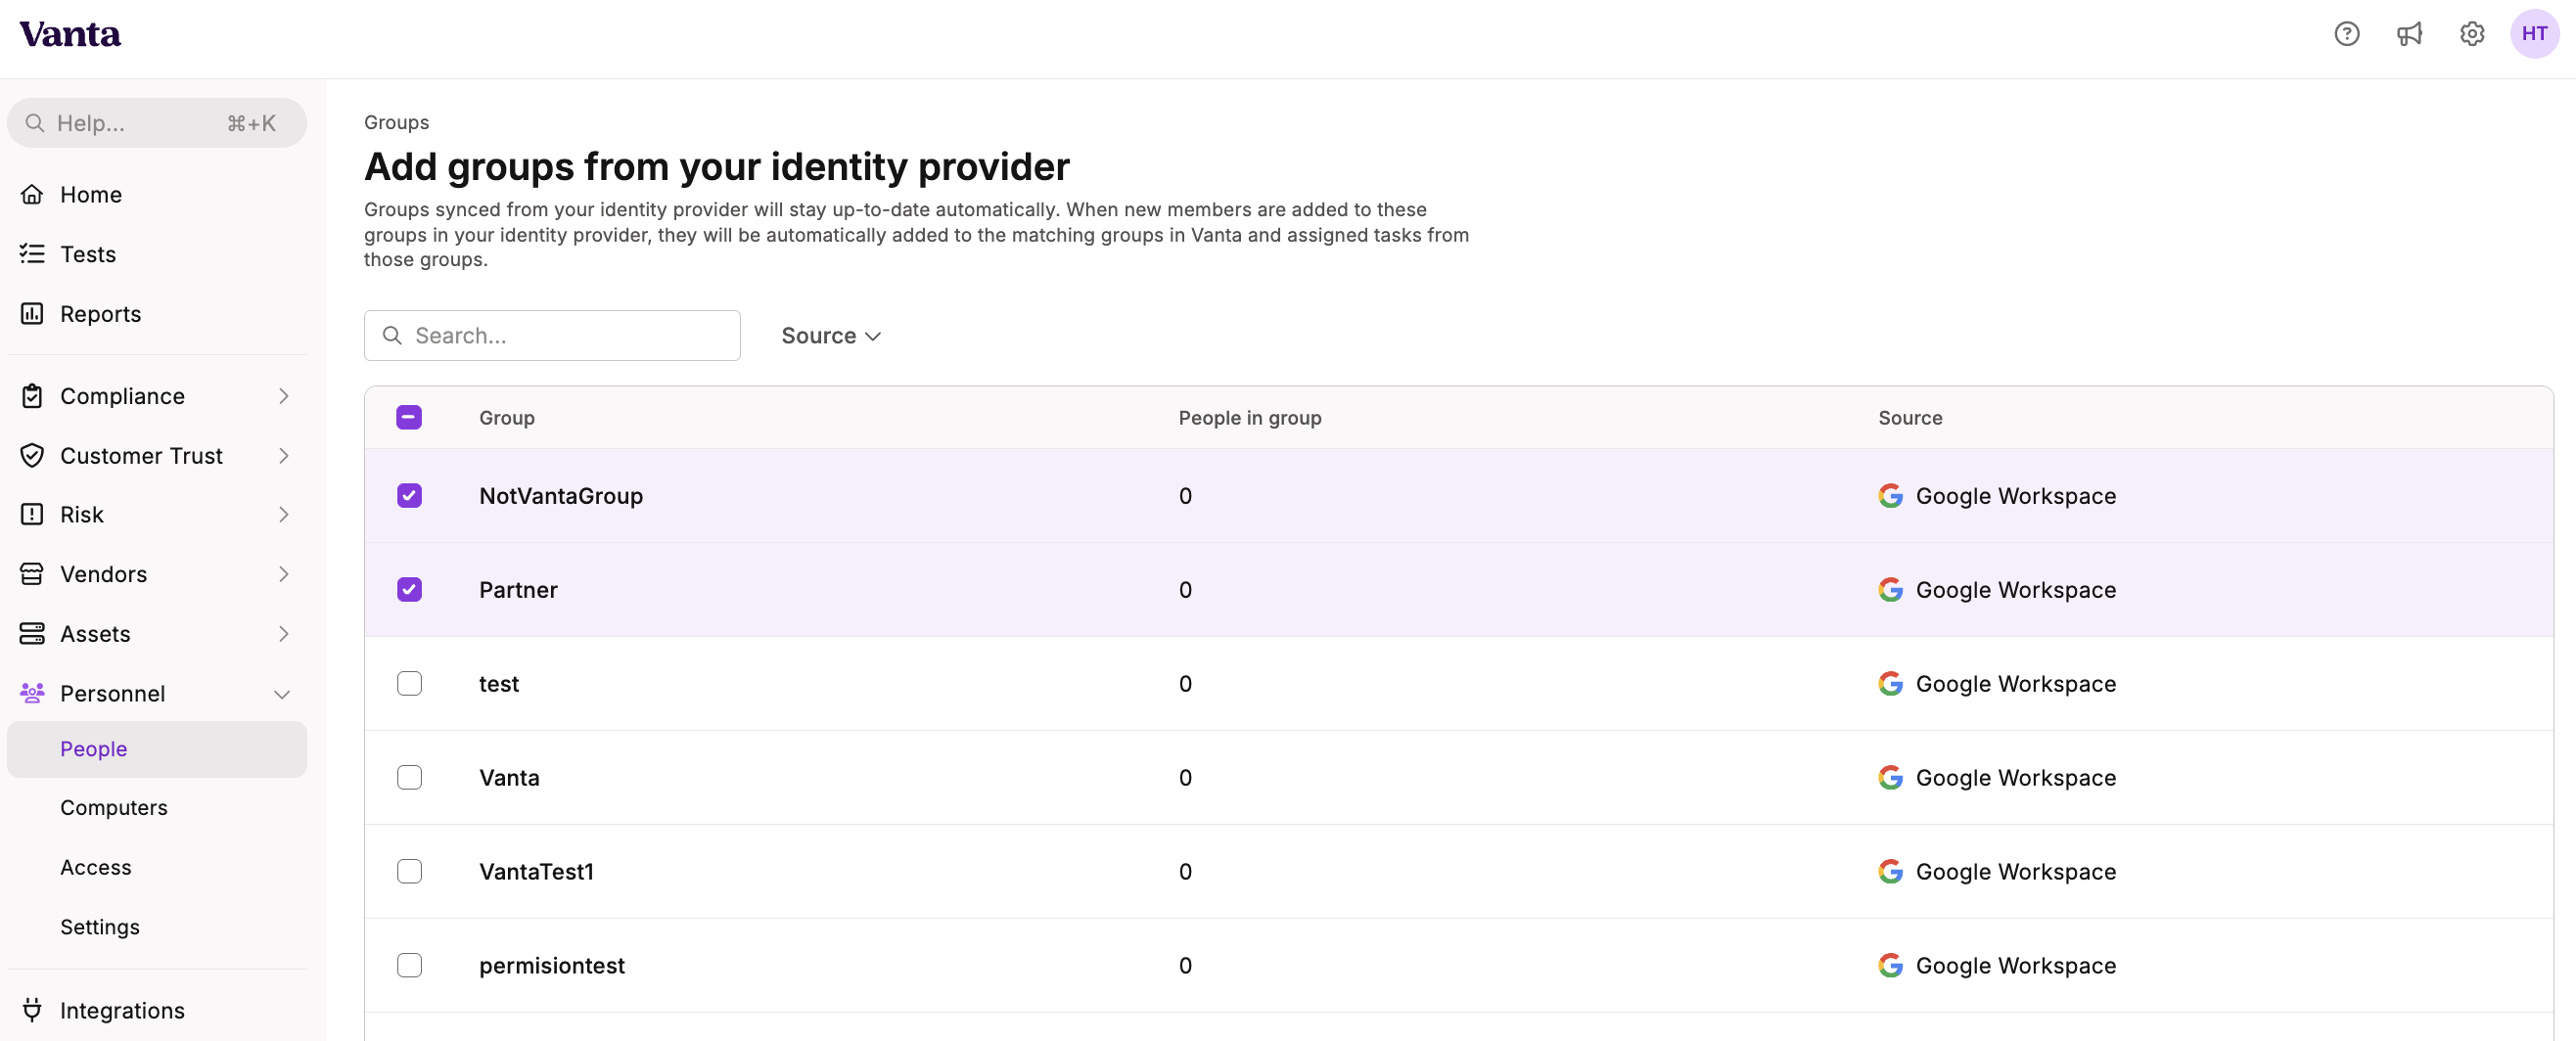 Vanta
HT
Help...
⌘+K
Home
Tests
Reports
Compliance
Customer Trust
Risk
Vendors
Assets
Personnel
People
Computers
Access
Settings
Integrations
Groups
Add groups from your identity provider
Groups synced from your identity provider will stay up-to-date automatically. When new members are added to these
groups in your identity provider, they will be automatically added to the matching groups in Vanta and assigned tasks from
those groups.
Search...
Source
Group People in group Source
NotVantaGroup 0 Google Workspace
Partner 0 Google Workspace
test 0 Google Workspace
Vanta 0 Google Workspace
VantaTest1 0 Google Workspace
permisiontest 0 Google Workspace